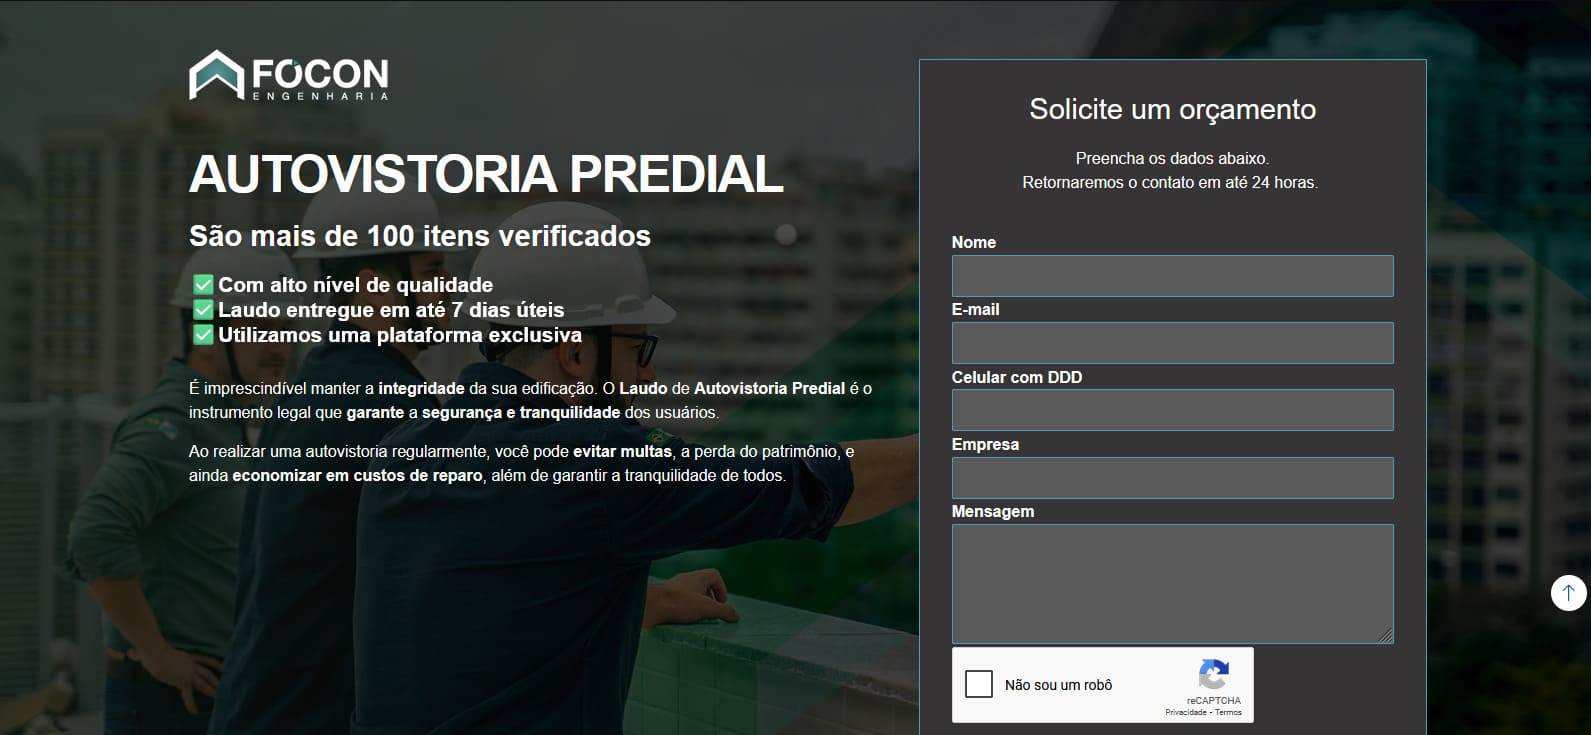 FOCON
ENGENHARIA
AUTOVISTORIA PREDIAL
São mais de 100 itens verificados
✅ Com alto nível de qualidade
✅ Laudo entregue em até 7 dias úteis
✅ Utilizamos uma plataforma exclusiva
É imprescindível manter a integridade da sua edificação. O Laudo de Autovistoria Predial é o
instrumento legal que garante a segurança e tranquilidade dos usuários.
Ao realizar uma autovistoria regularmente, você pode evitar multas, a perda do patrimônio, e
ainda economizar em custos de reparo, além de garantir a tranquilidade de todos.
Solicite um orçamento
Preencha os dados abaixo.
Retornaremos o contato em até 24 horas.
Nome
E-mail
Celular com DDD
Empresa
Mensagem
Não sou um robô
reCAPTCHA
Privacidade - Termos